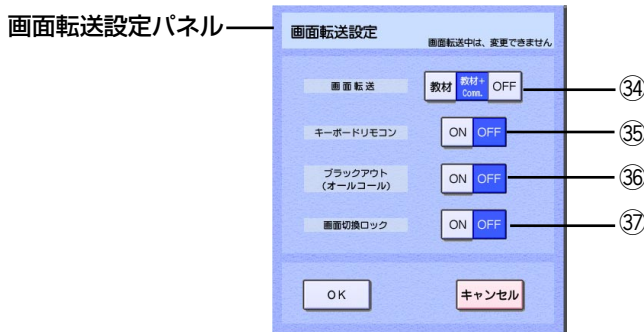 画面転送設定パネル
画面転送設定
画面転送中は、変更できません
画面転送
教材
教材+
Comm.
OFF
㉞
キーボードリモコン
ON OFF
㉟
ブラックアウト
(オールコール)
ON OFF
㊱
画面切換ロック
ON OFF
㊲
OK
キャンセル